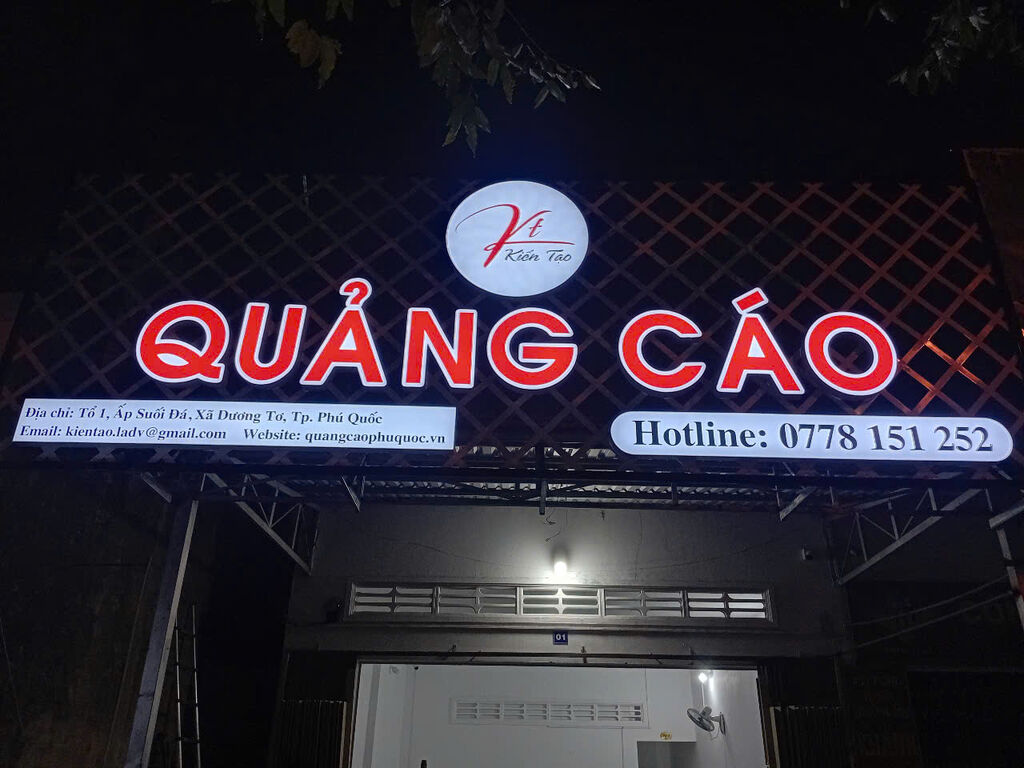 Kt
Kiến Tạo
QUẢNG CÁO
Địa chỉ: Tổ 1, Ấp Suối Đá, Xã Dương Tơ, Tp. Phú Quốc
Email: kientao.ladv@gmail.com Website: quangcaophuquoc.vn
Hotline: 0778 151 252
01